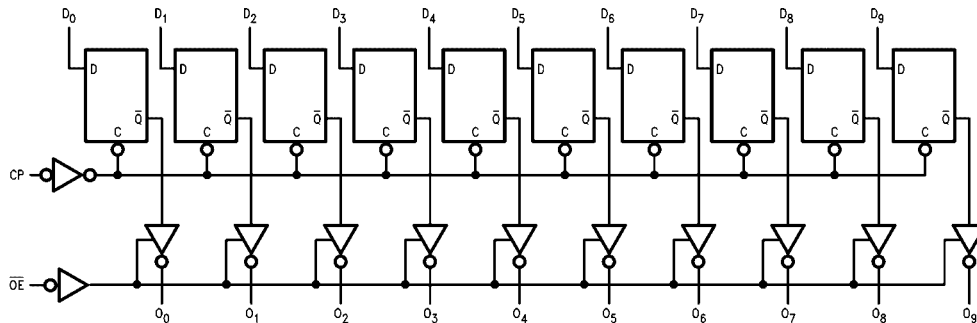 D0 D1 D2 D3 D4 D5 D6 D7 D8 D9
D D D D D D D D D D
Q̅ Q̅ Q̅ Q̅ Q̅ Q̅ Q̅ Q̅ Q̅ Q̅
C C C C C C C C C C
CP
O̅E̅
O0 O1 O2 O3 O4 O5 O6 O7 O8 O9